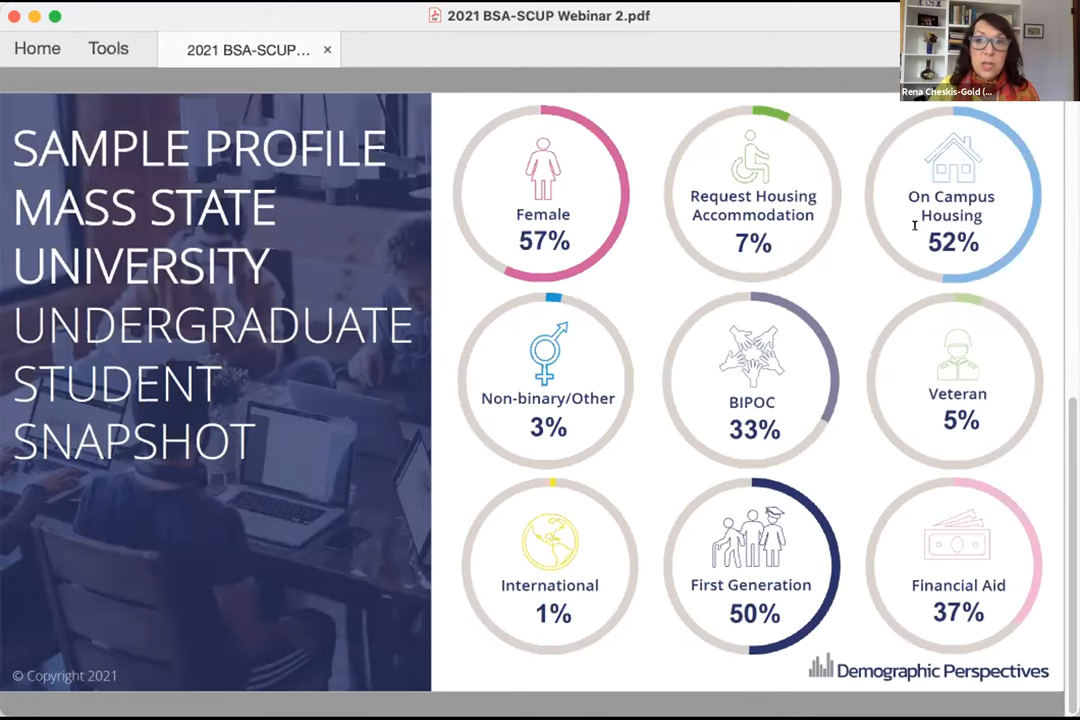 2021 BSA-SCUP Webinar 2.pdf
Home
Tools
2021 BSA-SCUP...
×
Rena Cheskis-Gold (...
SAMPLE PROFILE
MASS STATE
UNIVERSITY
UNDERGRADUATE
STUDENT
SNAPSHOT
© Copyright 2021
Female
57%
Request Housing
Accommodation
7%
On Campus
Housing
52%
Non-binary/Other
3%
BIPOC
33%
Veteran
5%
International
1%
First Generation
50%
Financial Aid
37%
Demographic Perspectives